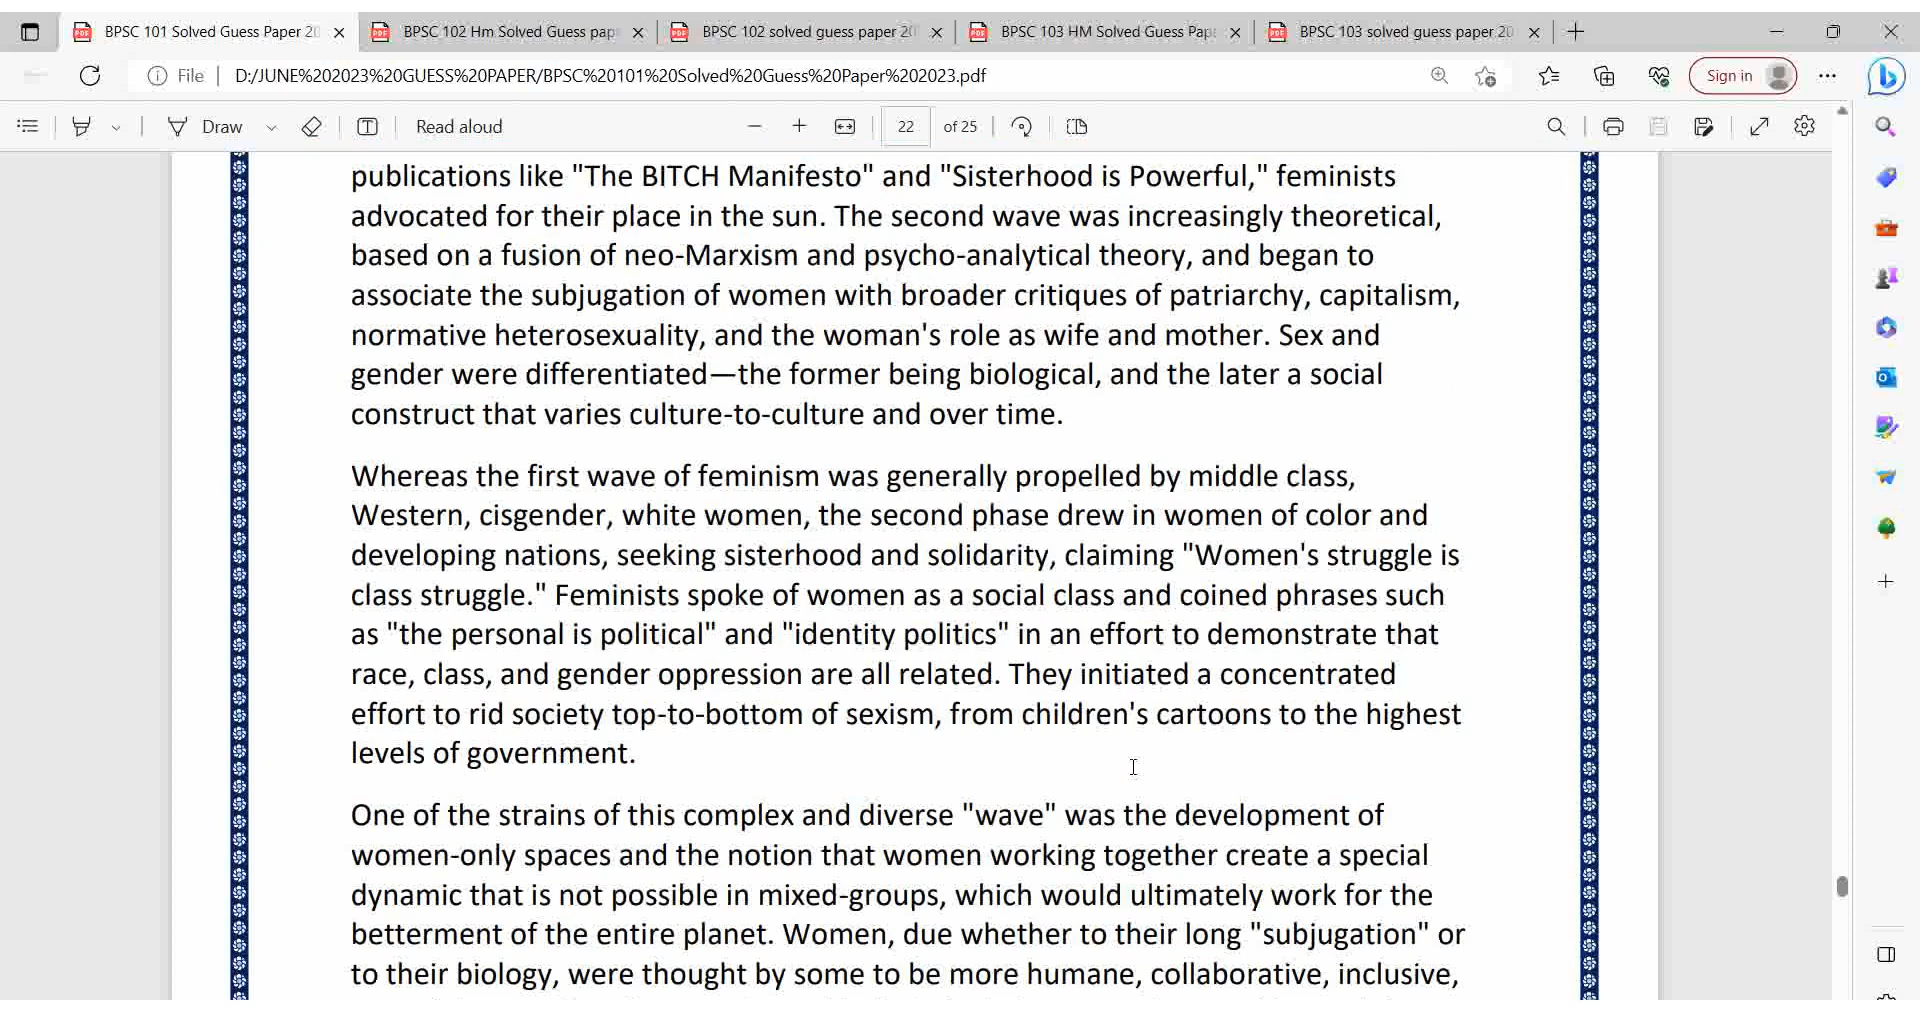 BPSC 101 Solved Guess Paper 20
BPSC 102 Hm Solved Guess pap
BPSC 102 solved guess paper 20
BPSC 103 HM Solved Guess Pap
BPSC 103 solved guess paper 20
File
D:/JUNE%202023%20GUESS%20PAPER/BPSC%20101%20Solved%20Guess%20Paper%202023.pdf
Sign in
Draw
Read aloud
22
of 25
publications like "The BITCH Manifesto" and "Sisterhood is Powerful," feminists
advocated for their place in the sun. The second wave was increasingly theoretical,
based on a fusion of neo-Marxism and psycho-analytical theory, and began to
associate the subjugation of women with broader critiques of patriarchy, capitalism,
normative heterosexuality, and the woman's role as wife and mother. Sex and
gender were differentiated—the former being biological, and the later a social
construct that varies culture-to-culture and over time.
Whereas the first wave of feminism was generally propelled by middle class,
Western, cisgender, white women, the second phase drew in women of color and
developing nations, seeking sisterhood and solidarity, claiming "Women's struggle is
class struggle." Feminists spoke of women as a social class and coined phrases such
as "the personal is political" and "identity politics" in an effort to demonstrate that
race, class, and gender oppression are all related. They initiated a concentrated
effort to rid society top-to-bottom of sexism, from children's cartoons to the highest
levels of government.
One of the strains of this complex and diverse "wave" was the development of
women-only spaces and the notion that women working together create a special
dynamic that is not possible in mixed-groups, which would ultimately work for the
betterment of the entire planet. Women, due whether to their long "subjugation" or
to their biology, were thought by some to be more humane, collaborative, inclusive,